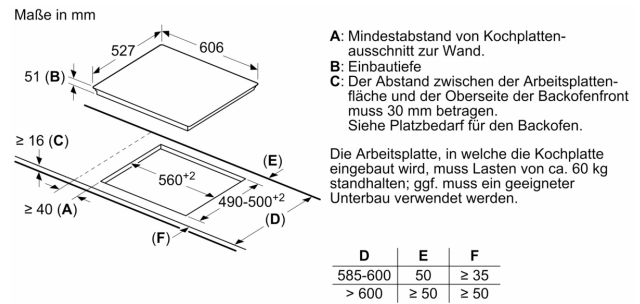 Maße in mm
527
606
51 (B)
≥ 16 (C)
560+2
490-500+2
(E)
(D)
≥ 40 (A)
(F)
A: Mindestabstand von Kochplatten-
ausschnitt zur Wand.
B: Einbautiefe
C: Der Abstand zwischen der Arbeitsplatten-
fläche und der Oberseite der Backofenfront
muss 30 mm betragen.
Siehe Platzbedarf für den Backofen.
Die Arbeitsplatte, in welche die Kochplatte
eingebaut wird, muss Lasten von ca. 60 kg
standhalten; ggf. muss ein geeigneter
Unterbau verwendet werden.
D E F
585-600 50 ≥ 35
> 600 ≥ 50 ≥ 50